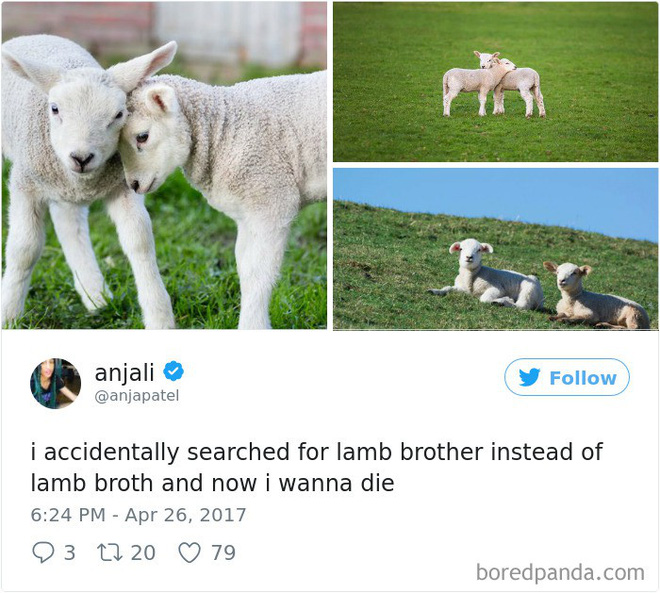 anjali
@anjapatel
Follow
i accidentally searched for lamb brother instead of
lamb broth and now i wanna die
6:24 PM - Apr 26, 2017
3 20 79
boredpanda.com